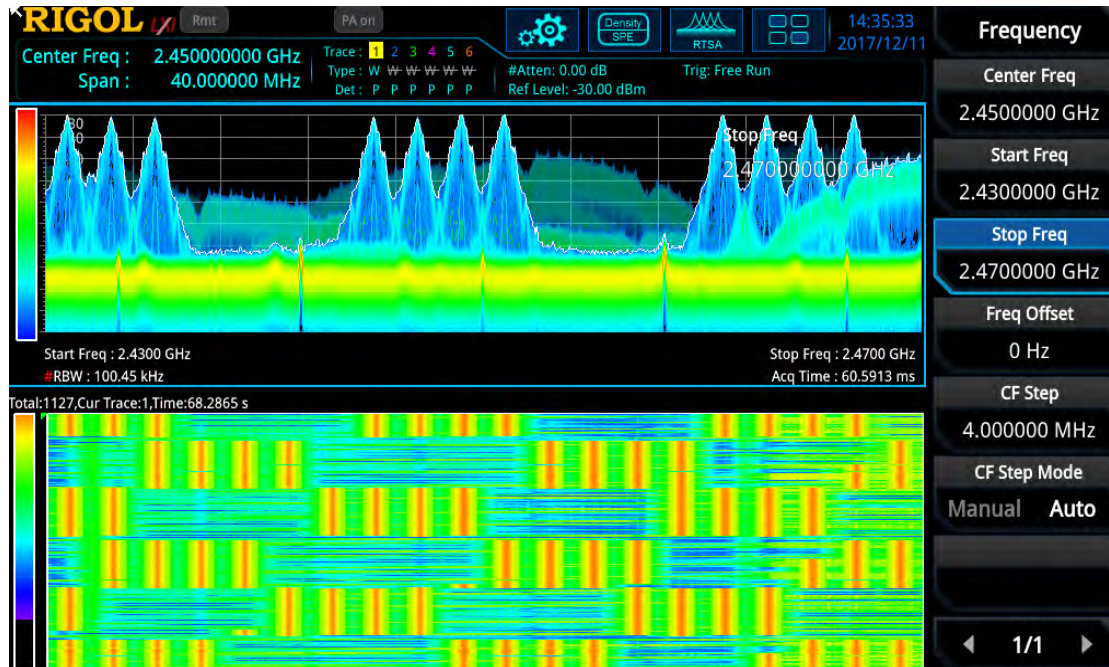 RIGOL LXI Rmt PA on
Density
SPE
RTSA
14:35:33
2017/12/11
Center Freq : 2.450000000 GHz
Span : 40.000000 MHz
Trace : 1 2 3 4 5 6
Type : W W W W W W
Det : P P P P P P
#Atten: 0.00 dB
Trig: Free Run
Ref Level: -30.00 dBm
Stop Freq
2.470000000 GHz
Start Freq : 2.4300 GHz
Stop Freq : 2.4700 GHz
#RBW : 100.45 kHz
Acq Time : 60.5913 ms
Total:1127,Cur Trace:1,Time:68.2865 s
Frequency
Center Freq
2.4500000 GHz
Start Freq
2.4300000 GHz
Stop Freq
2.4700000 GHz
Freq Offset
0 Hz
CF Step
4.000000 MHz
CF Step Mode
Manual Auto
1/1